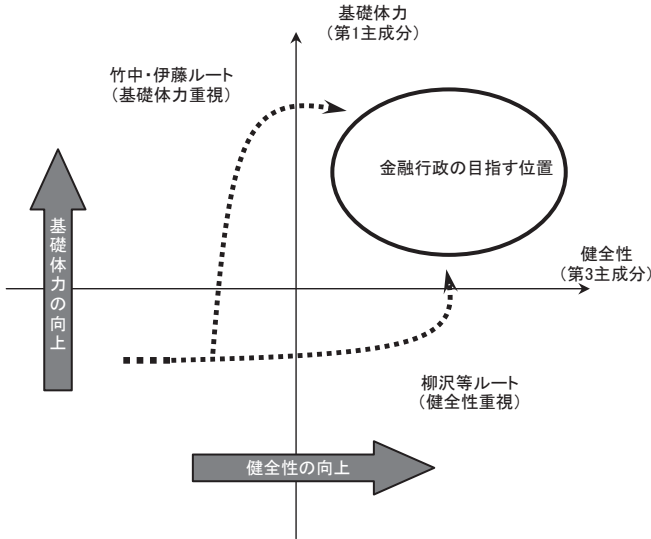 基礎体力
（第1主成分）
竹中・伊藤ルート
（基礎体力重視）
金融行政の目指す位置
基礎体力の向上
健全性
（第3主成分）
柳沢等ルート
（健全性重視）
健全性の向上